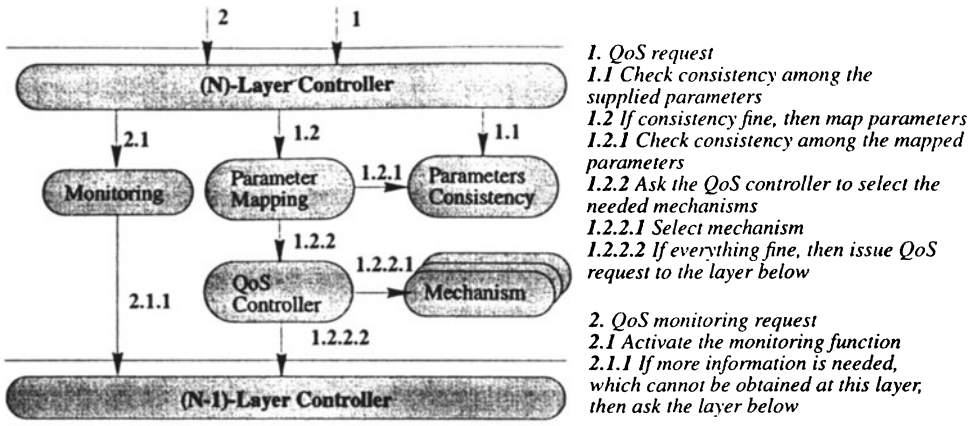 2
1
(N)-Layer Controller
2.1
1.2
1.1
Monitoring
Parameter
Mapping
1.2.1
Parameters
Consistency
1.2.2
QoS
Controller
1.2.2.1
Mechanism
2.1.1
1.2.2.2
(N-1)-Layer Controller
1. QoS request
1.1 Check consistency among the
supplied parameters
1.2 If consistency fine, then map parameters
1.2.1 Check consistency among the mapped
parameters
1.2.2 Ask the QoS controller to select the
needed mechanisms
1.2.2.1 Select mechanism
1.2.2.2 If everything fine, then issue QoS
request to the layer below
2. QoS monitoring request
2.1 Activate the monitoring function
2.1.1 If more information is needed,
which cannot be obtained at this layer,
then ask the layer below